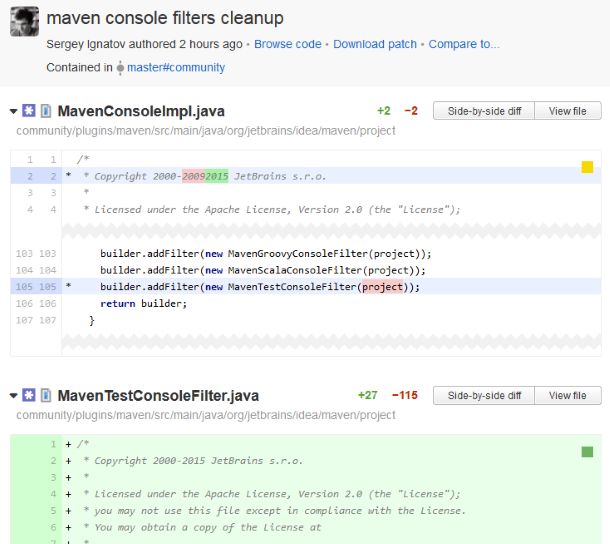 maven console filters cleanup
Sergey Ignatov authored 2 hours ago • Browse code • Download patch • Compare to...
Contained in master#community
MavenConsoleImpl.java +2 −2 Side-by-side diff View file
community/plugins/maven/src/main/java/org/jetbrains/idea/maven/project
1 1 /*
2 2 * * Copyright 2000-20092015 JetBrains s.r.o.
3 3 *
4 4 * Licensed under the Apache License, Version 2.0 (the "License");
103 103 builder.addFilter(new MavenGroovyConsoleFilter(project));
104 104 builder.addFilter(new MavenScalaConsoleFilter(project));
105 105 * builder.addFilter(new MavenTestConsoleFilter(project));
106 106 return builder;
107 107 }
MavenTestConsoleFilter.java +27 −115 Side-by-side diff View file
community/plugins/maven/src/main/java/org/jetbrains/idea/maven/project
1 + /*
2 + * Copyright 2000-2015 JetBrains s.r.o.
3 + *
4 + * Licensed under the Apache License, Version 2.0 (the "License");
5 + * you may not use this file except in compliance with the License.
6 + * You may obtain a copy of the License at
7 + *